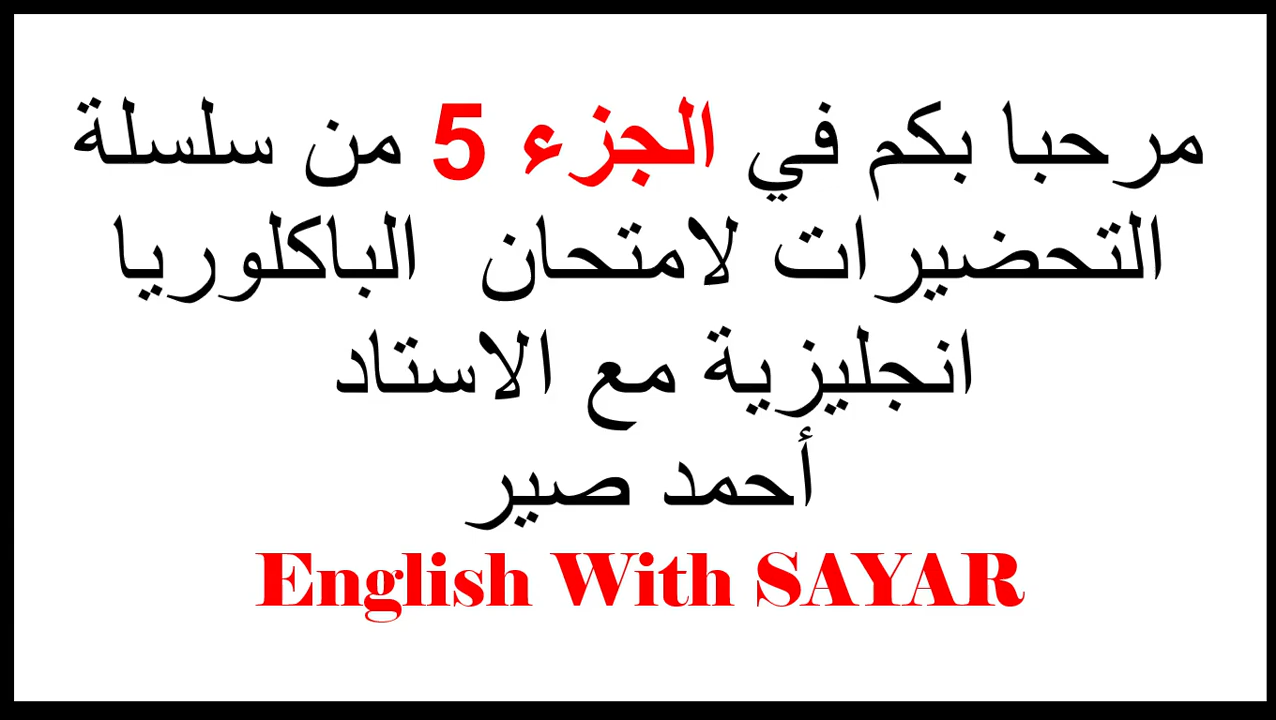 مرحبا بكم في الجزء 5 من سلسلة
التحضيرات لامتحان الباكلوريا
انجليزية مع الاستاد
أحمد صير
English With SAYAR